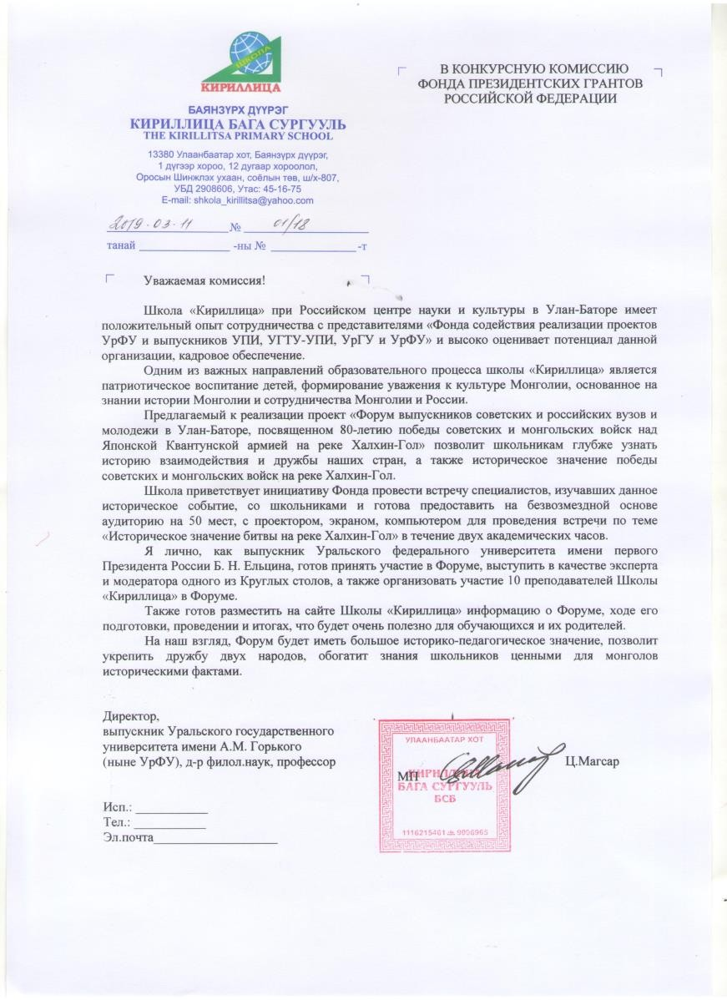 ШКОЛА
КИРИЛЛИЦА
БАЯНЗҮРХ ДҮҮРЭГ
КИРИЛЛИЦА БАГА СУРГУУЛЬ
THE KIRILLITSA PRIMARY SCHOOL
13380 Улаанбаатар хот, Баянзүрх дүүрэг,
1 дүгээр хороо, 12 дугаар хороолол,
Оросын Шинжлэх ухаан, соёлын төв, ш/х-807,
УБД 2908606, Утас: 45-16-75
E-mail: shkola_kirillitsa@yahoo.com
2019.03.11 № 01/18
танай ______________ -ны № ______________ -т
В КОНКУРСНУЮ КОМИССИЮ
ФОНДА ПРЕЗИДЕНТСКИХ ГРАНТОВ
РОССИЙСКОЙ ФЕДЕРАЦИИ
Уважаемая комиссия!
Школа «Кириллица» при Российском центре науки и культуры в Улан-Баторе имеет
положительный опыт сотрудничества с представителями «Фонда содействия реализации проектов
УрФУ и выпускников УПИ, УГТУ-УПИ, УрГУ и УрФУ» и высоко оценивает потенциал данной
организации, кадровое обеспечение.
Одним из важных направлений образовательного процесса школы «Кириллица» является
патриотическое воспитание детей, формирование уважения к культуре Монголии, основанное на
знании истории Монголии и сотрудничества Монголии и России.
Предлагаемый к реализации проект «Форум выпускников советских и российских вузов и
молодежи в Улан-Баторе, посвященном 80-летию победы советских и монгольских войск над
Японской Квантунской армией на реке Халхин-Гол» позволит школьникам глубже узнать
историю взаимодействия и дружбы наших стран, а также историческое значение победы
советских и монгольских войск на реке Халхин-Гол.
Школа приветствует инициативу Фонда провести встречу специалистов, изучавших данное
историческое событие, со школьниками и готова предоставить на безвозмездной основе
аудиторию на 50 мест, с проектором, экраном, компьютером для проведения встречи по теме
«Историческое значение битвы на реке Халхин-Гол» в течение двух академических часов.
Я лично, как выпускник Уральского федерального университета имени первого
Президента России Б. Н. Ельцина, готов принять участие в Форуме, выступить в качестве эксперта
и модератора одного из Круглых столов, а также организовать участие 10 преподавателей Школы
«Кириллица» в Форуме.
Также готов разместить на сайте Школы «Кириллица» информацию о Форуме, ходе его
подготовки, проведении и итогах, что будет очень полезно для обучающихся и их родителей.
На наш взгляд, Форум будет иметь большое историко-педагогическое значение, позволит
укрепить дружбу двух народов, обогатит знания школьников ценными для монголов
историческими фактами.
Директор,
выпускник Уральского государственного
университета имени А.М. Горького
(ныне УрФУ), д-р филол.наук, профессор
МП
Ц.Магсар
УЛААНБААТАР ХОТ
КИРИЛЛИЦА
БАГА СУРГУУЛЬ
БСБ
Исп.: ___________
Тел.: ___________
Эл.почта___________________